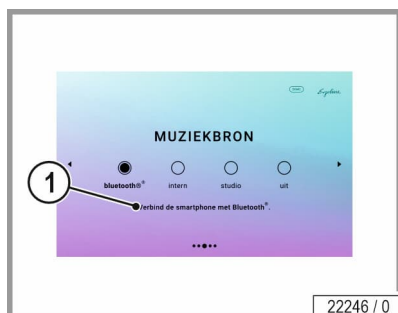 MUZIEKBRON
bluetooth®* intern studio uit
1
Verbind de smartphone met Bluetooth®.
22246 / 0